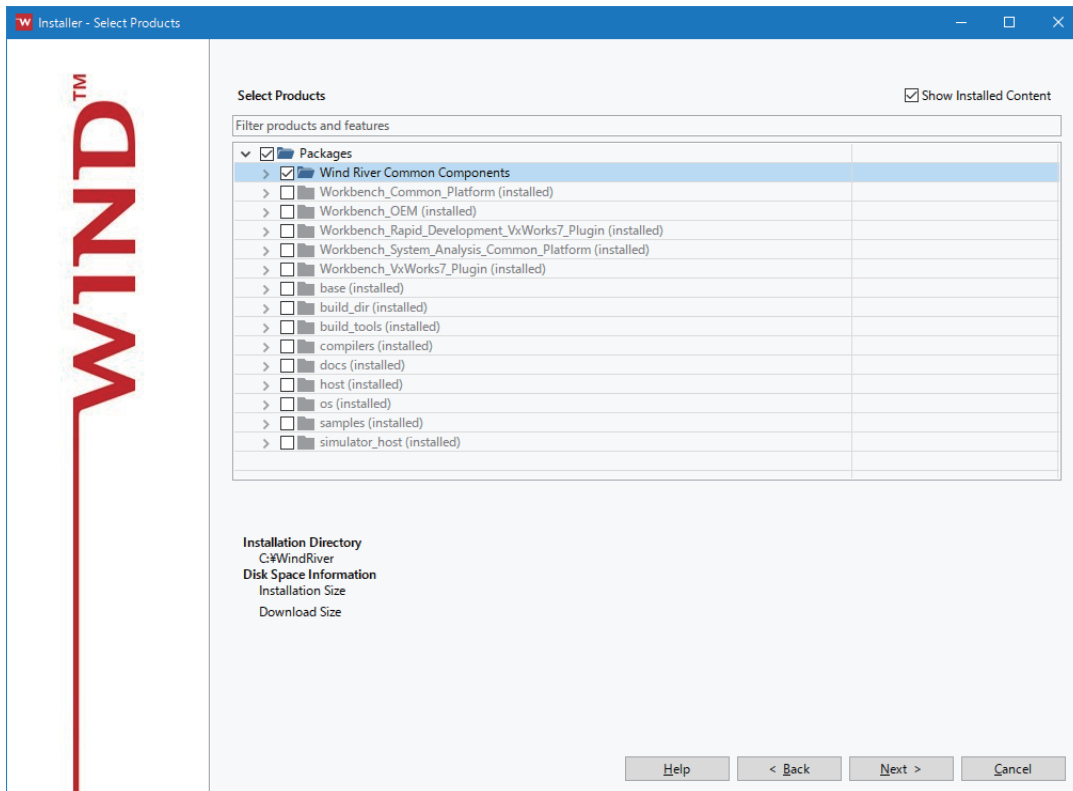 W Installer - Select Products
WIND™
Select Products
Show Installed Content
Filter products and features
Packages
Wind River Common Components
Workbench_Common_Platform (installed)
Workbench_OEM (installed)
Workbench_Rapid_Development_VxWorks7_Plugin (installed)
Workbench_System_Analysis_Common_Platform (installed)
Workbench_VxWorks7_Plugin (installed)
base (installed)
build_dir (installed)
build_tools (installed)
compilers (installed)
docs (installed)
host (installed)
os (installed)
samples (installed)
simulator_host (installed)
Installation Directory
C:¥WindRiver
Disk Space Information
Installation Size
Download Size
Help
< Back
Next >
Cancel